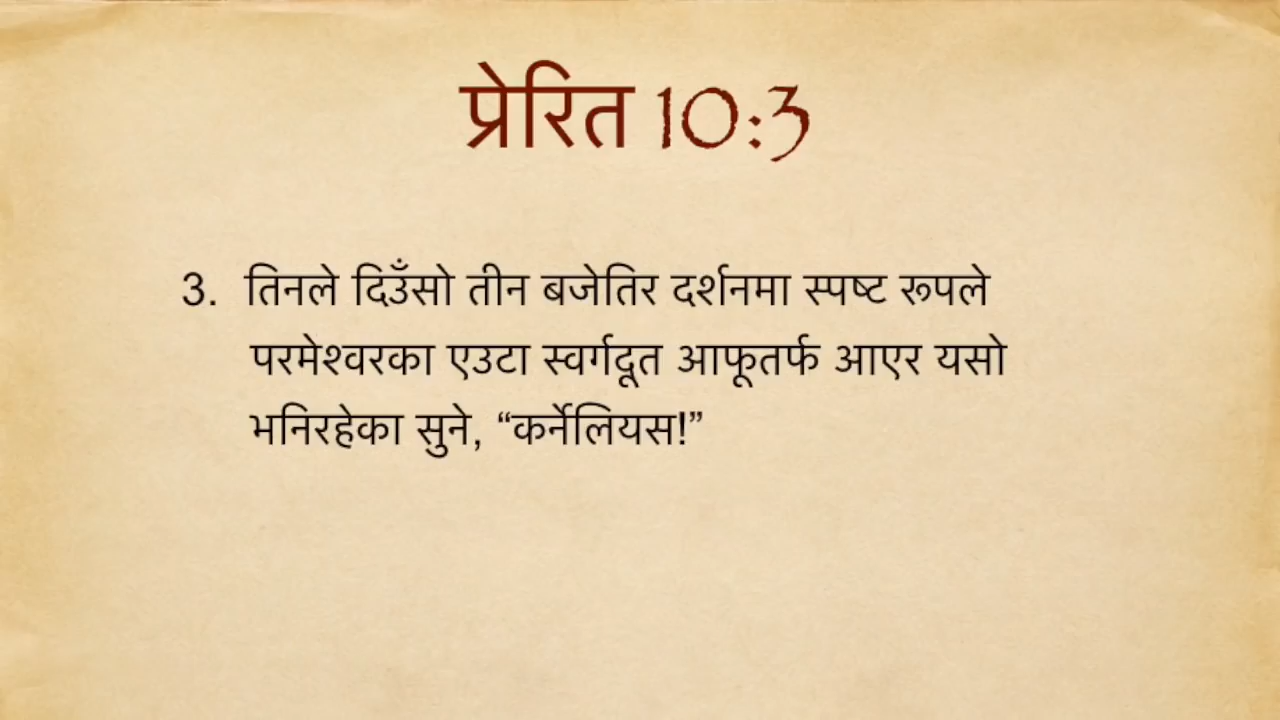 प्रेरित 10:3
3. तिनले दिउँसो तीन बजेतिर दर्शनमा स्पष्ट रूपले
परमेश्वरका एउटा स्वर्गदूत आफूतर्फ आएर यसो
भनिरहेका सुने, “कर्नेलियस!”